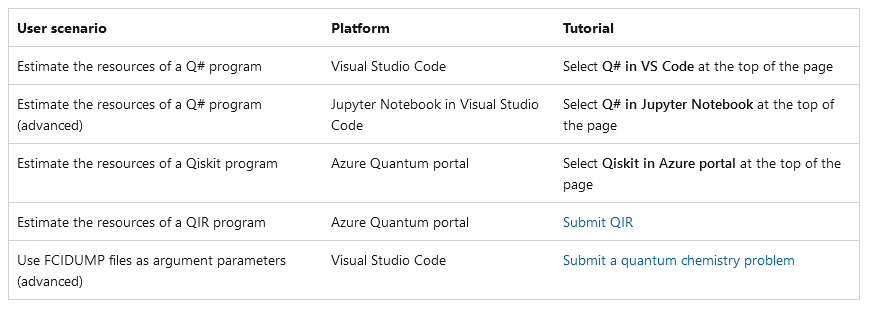 User scenario Platform Tutorial
Estimate the resources of a Q# program Visual Studio Code Select Q# in VS Code at the top of the page
Estimate the resources of a Q# program Jupyter Notebook in Visual Studio Select Q# in Jupyter Notebook at the top of
(advanced) Code the page
Estimate the resources of a Qiskit program Azure Quantum portal Select Qiskit in Azure portal at the top of the
page
Estimate the resources of a QIR program Azure Quantum portal Submit QIR
Use FCIDUMP files as argument parameters Visual Studio Code Submit a quantum chemistry problem
(advanced)